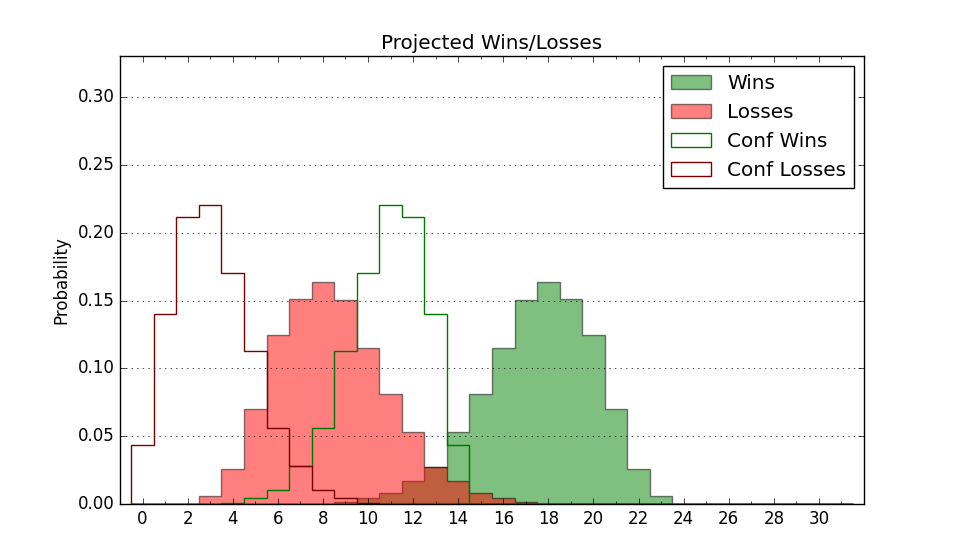 Projected Wins/Losses
Wins
Losses
Conf Wins
Conf Losses
Probability
0.30
0.25
0.20
0.15
0.10
0.05
0.00
0 2 4 6 8 10 12 14 16 18 20 22 24 26 28 30